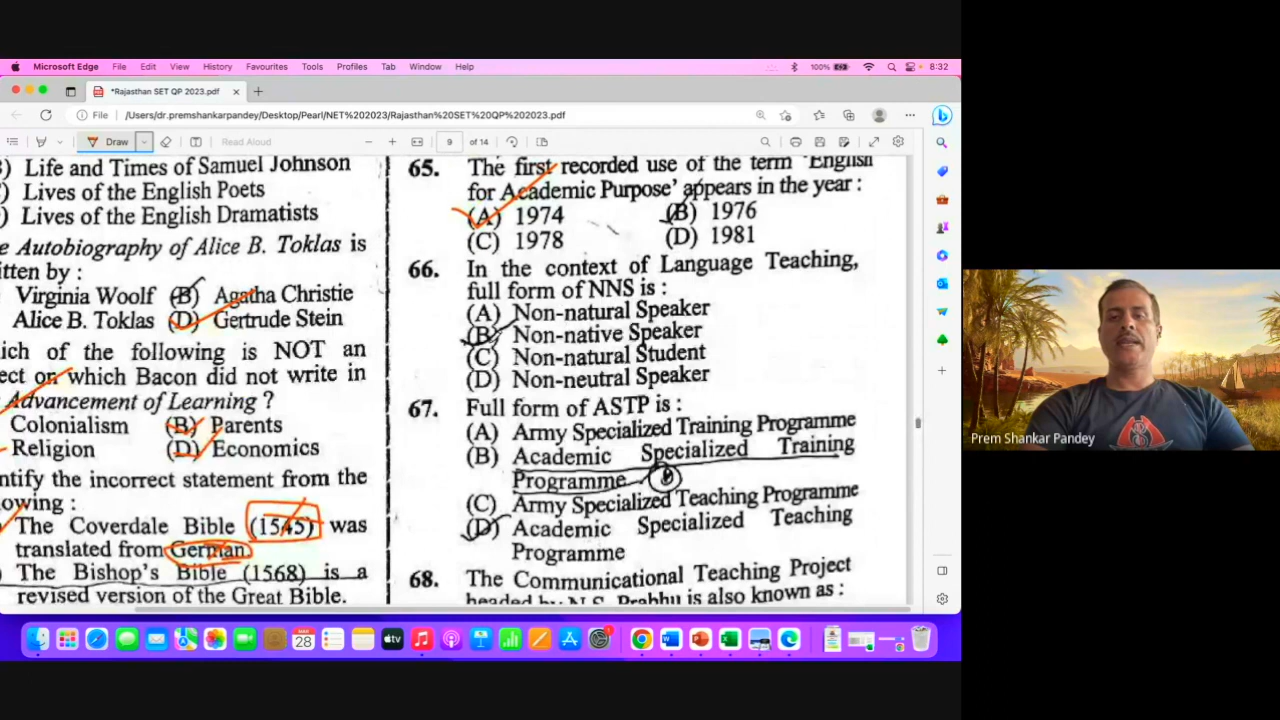 Microsoft Edge File Edit View History Favourites Tools Profiles Tab Window Help 100% 8:32
*Rajasthan SET QP 2023.pdf
File /Users/dr.premshankarpandey/Desktop/Pearl/NET%202023/Rajasthan%20SET%20QP%202023.pdf
Draw Read Aloud 9 of 14
) Life and Times of Samuel Johnson
) Lives of the English Poets
) Lives of the English Dramatists
e Autobiography of Alice B. Toklas is
tten by :
Virginia Woolf (B) Agatha Christie
Alice B. Toklas (D) Gertrude Stein
ich of the following is NOT an
ect on which Bacon did not write in
Advancement of Learning ?
Colonialism (B) Parents
Religion (D) Economics
ntify the incorrect statement from the
lowing :
The Coverdale Bible (1545) was
translated from German.
The Bishop's Bible (1568) is a
revised version of the Great Bible.
65. The first recorded use of the term 'English
for Academic Purpose' appears in the year :
(A) 1974 (B) 1976
(C) 1978 (D) 1981
66. In the context of Language Teaching,
full form of NNS is :
(A) Non-natural Speaker
(B) Non-native Speaker
(C) Non-natural Student
(D) Non-neutral Speaker
67. Full form of ASTP is :
(A) Army Specialized Training Programme
(B) Academic Specialized Training
Programme
(C) Army Specialized Teaching Programme
(D) Academic Specialized Teaching
Programme
68. The Communicational Teaching Project
headed by N.S. Prabhu is also known as :
Prem Shankar Pandey
MAR
28
tv